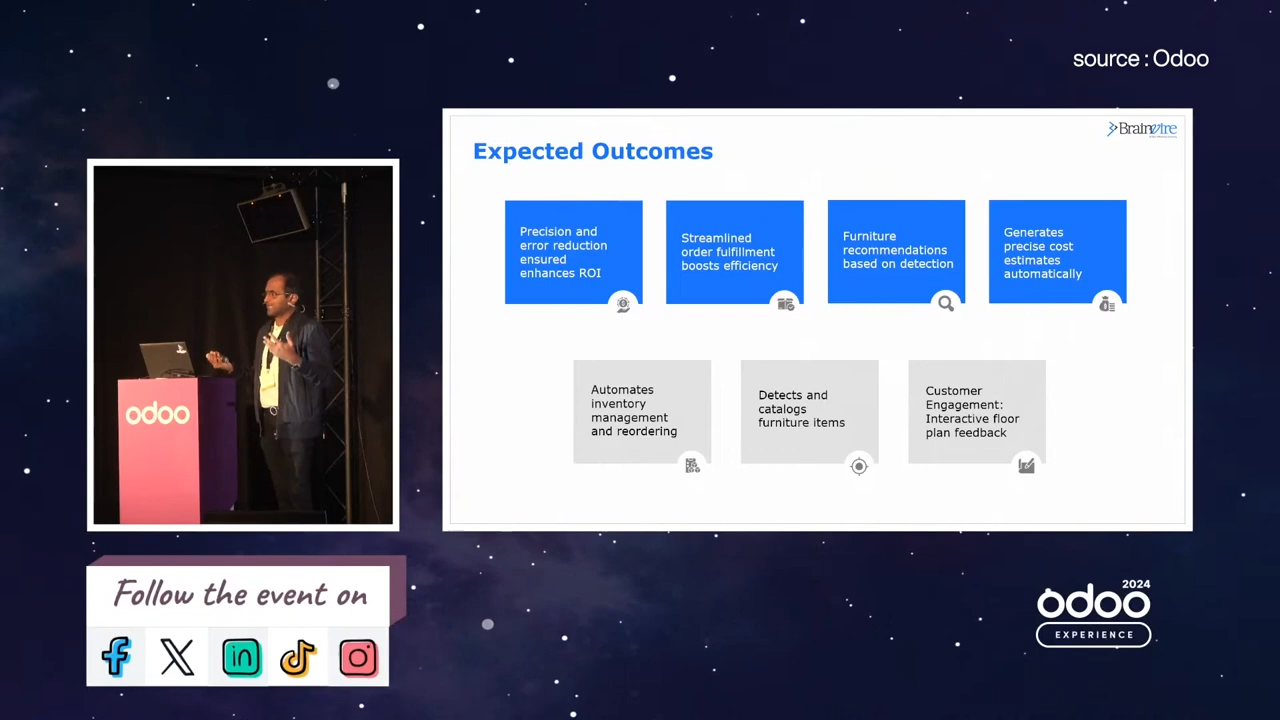 source : Odoo
Brainvire
Expected Outcomes
Precision and
error reduction
ensured
enhances ROI
Streamlined
order fulfillment
boosts efficiency
Furniture
recommendations
based on detection
Generates
precise cost
estimates
automatically
Automates
inventory
management
and reordering
Detects and
catalogs
furniture items
Customer
Engagement:
Interactive floor
plan feedback
odoo
Follow the event on
2024
odoo
EXPERIENCE